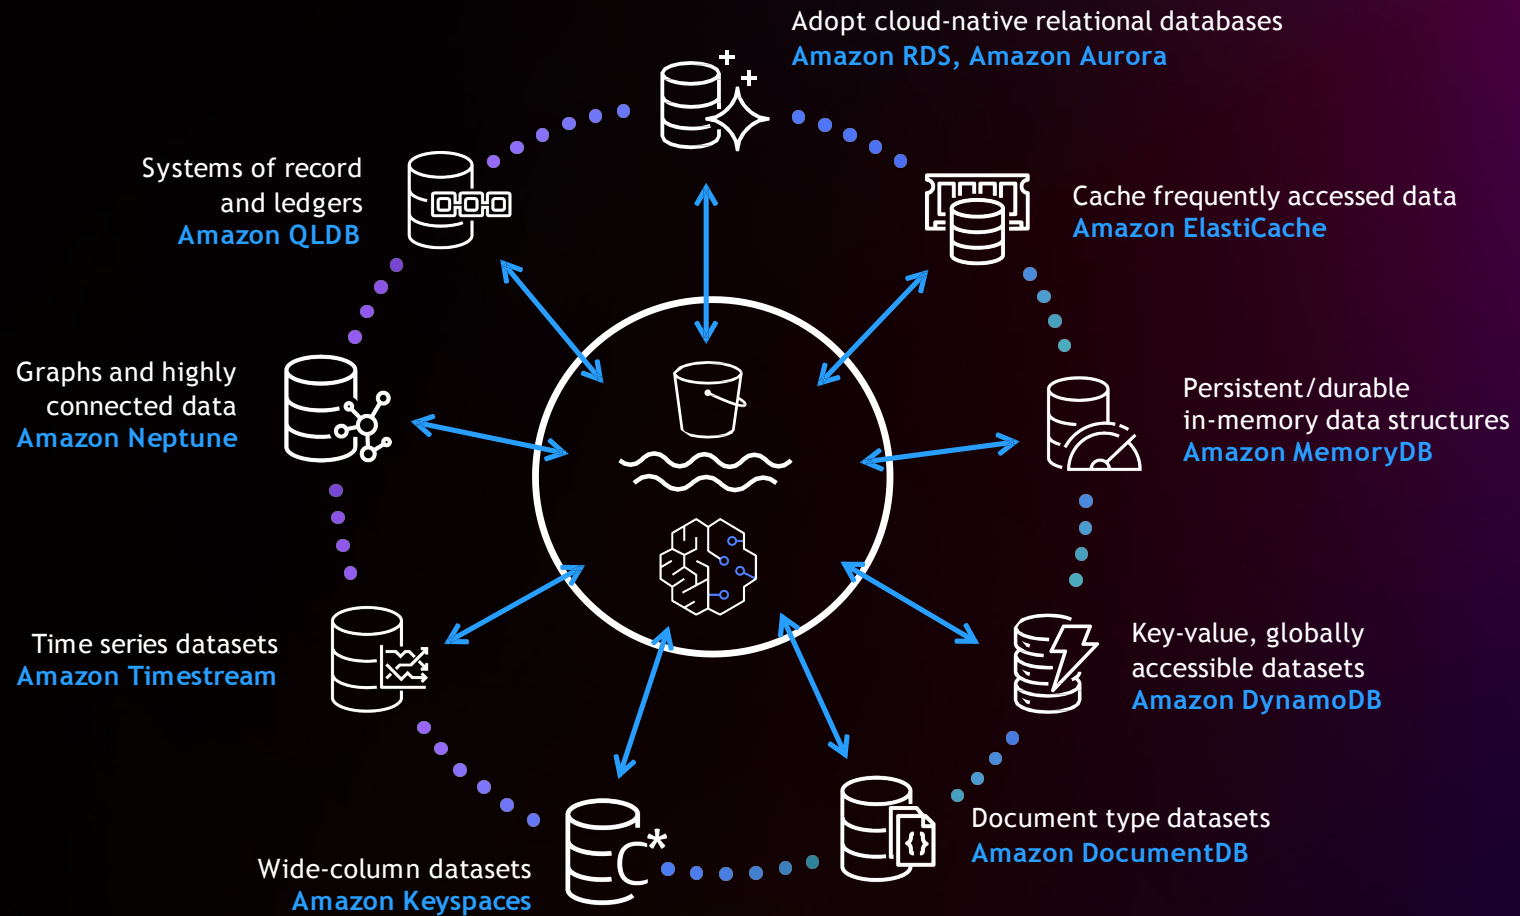 Adopt cloud-native relational databases
Amazon RDS, Amazon Aurora
Systems of record
and ledgers
Amazon QLDB
Cache frequently accessed data
Amazon ElastiCache
Graphs and highly
connected data
Amazon Neptune
Persistent/durable
in-memory data structures
Amazon MemoryDB
Time series datasets
Amazon Timestream
Key-value, globally
accessible datasets
Amazon DynamoDB
Document type datasets
Amazon DocumentDB
Wide-column datasets
Amazon Keyspaces
C*
{}